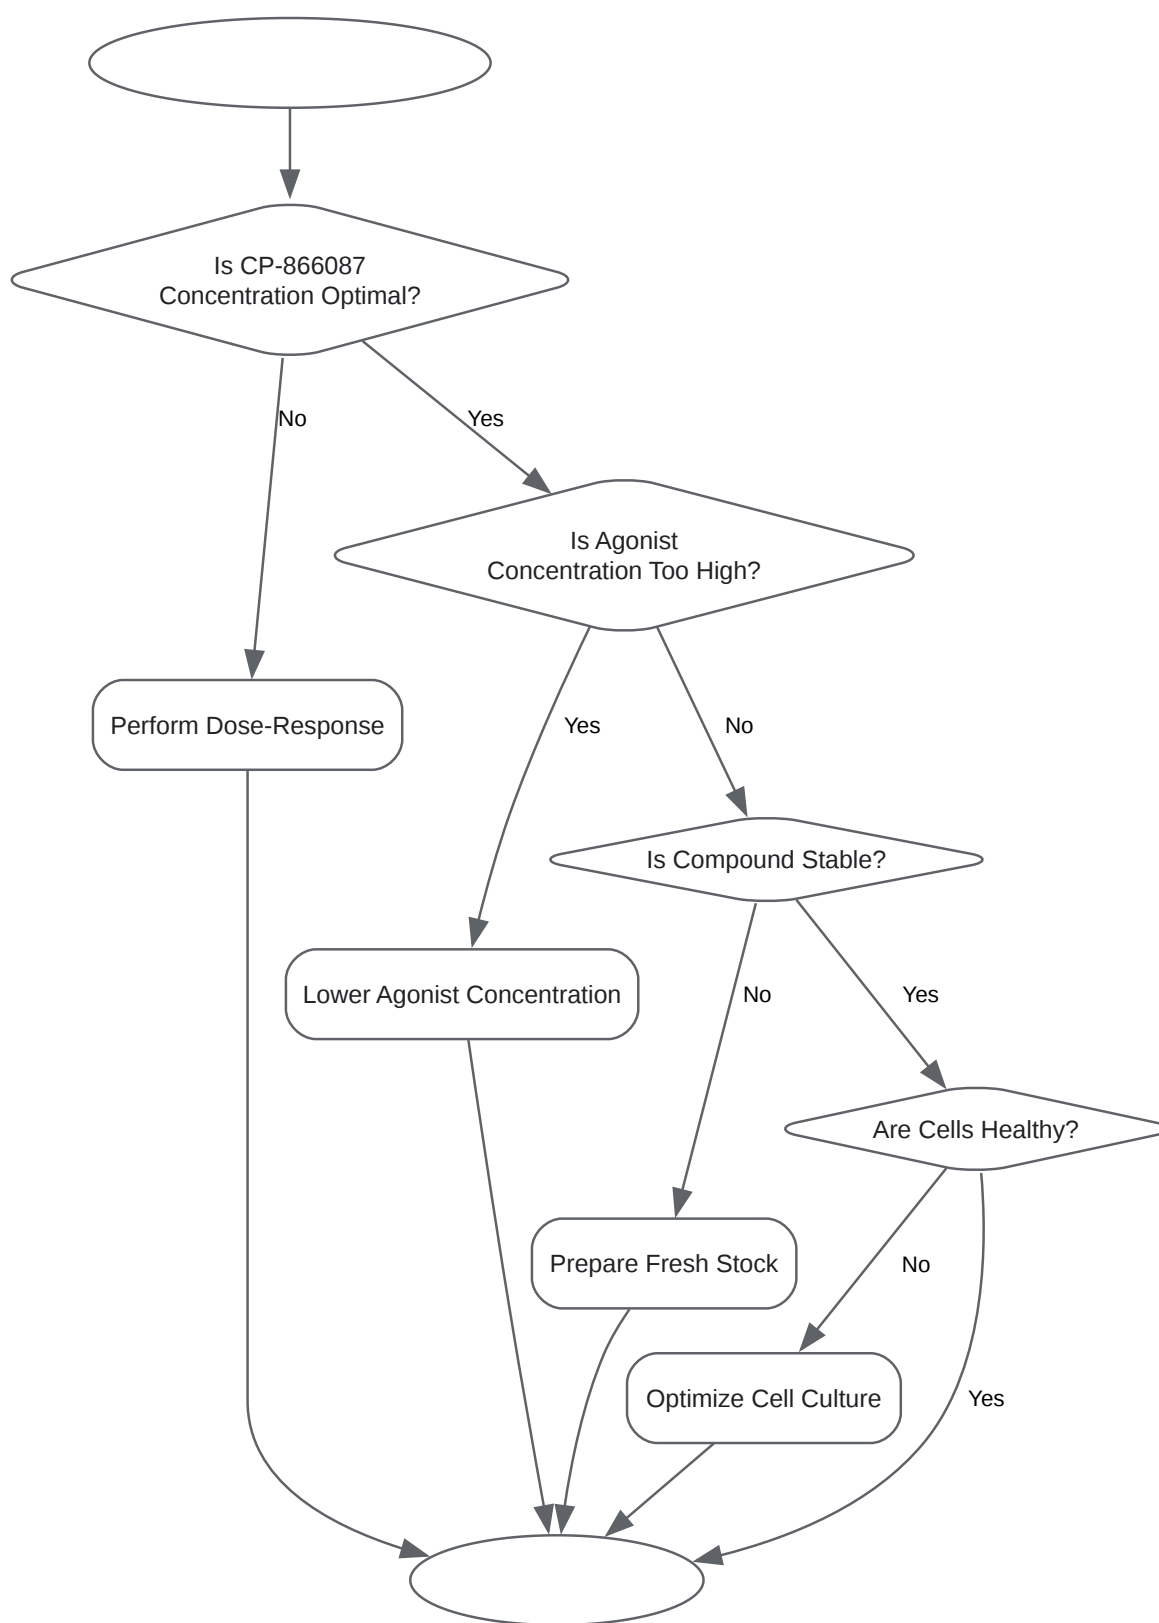 Is CP-866087
Concentration Optimal?
No
Yes
Is Agonist
Concentration Too High?
Perform Dose-Response
Yes
No
Is Compound Stable?
Lower Agonist Concentration
No
Yes
Are Cells Healthy?
Prepare Fresh Stock
No
Optimize Cell Culture
Yes